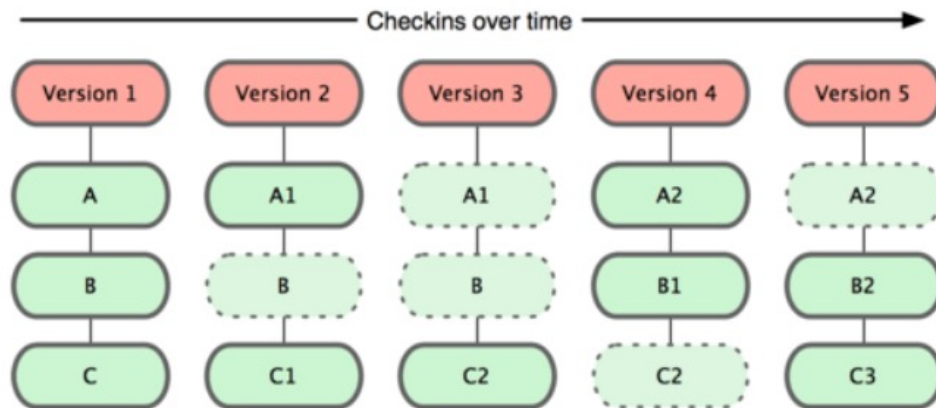 Checkins over time
Version 1 Version 2 Version 3 Version 4 Version 5
A A1 A1 A2 A2
B B B B1 B2
C C1 C2 C2 C3